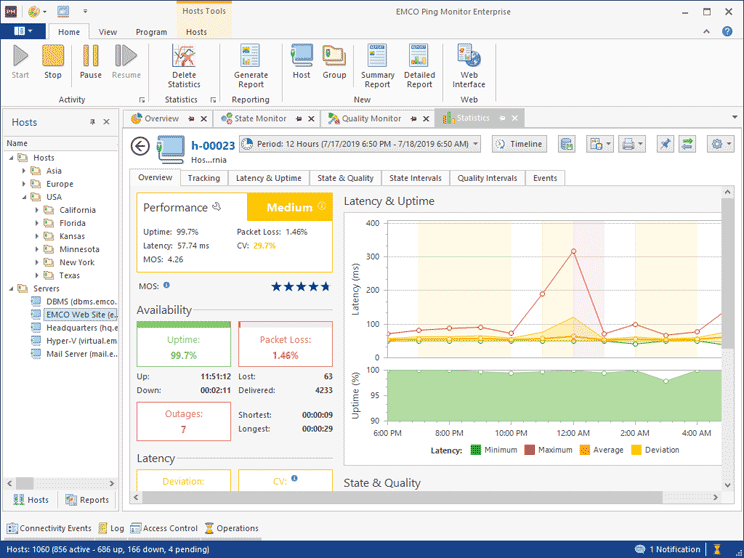 Hosts Tools
EMCO Ping Monitor Enterprise
Home View Program Hosts
Start Stop Pause Resume Delete Statistics Generate Report Host Group Summary Report Detailed Report Web Interface
Activity Statistics Reporting New Web
Hosts
Name
Hosts
Asia
Europe
USA
California
Florida
Kansas
Minnesota
New York
Texas
Servers
DBMS (dbms.emco...
EMCO Web Site (e...
Headquarters (hq.e
Hyper-V (virtual.em
Mail Server (mail.e..
Hosts Reports
Overview State Monitor Quality Monitor Statistics
h-00023
Hos...rnia
Period: 12 Hours (7/17/2019 6:50 PM - 7/18/2019 6:50 AM)
Timeline
Overview Tracking Latency & Uptime State & Quality State Intervals Quality Intervals Events
Performance Medium
Uptime: 99.7% Packet Loss: 1.46%
Latency: 57.74 ms CV: 29.7%
MOS: 4.26
MOS:
Availability
Uptime: Packet Loss:
99.7% 1.46%
Up: 11:51:12 Lost: 63
Down: 00:02:11 Delivered: 4233
Outages: Shortest: 00:00:09
7 Longest: 00:00:29
Latency
Deviation: CV:
Latency & Uptime
Latency (ms)
400
300
200
100
0
Uptime (%)
100
95
90
6:00 PM 8:00 PM 10:00 PM 12:00 AM 2:00 AM 4:00 AM
Latency: Minimum Maximum Average Deviation
State & Quality
Connectivity Events Log Access Control Operations
Hosts: 1060 (856 active - 686 up, 166 down, 4 pending)
1 Notification